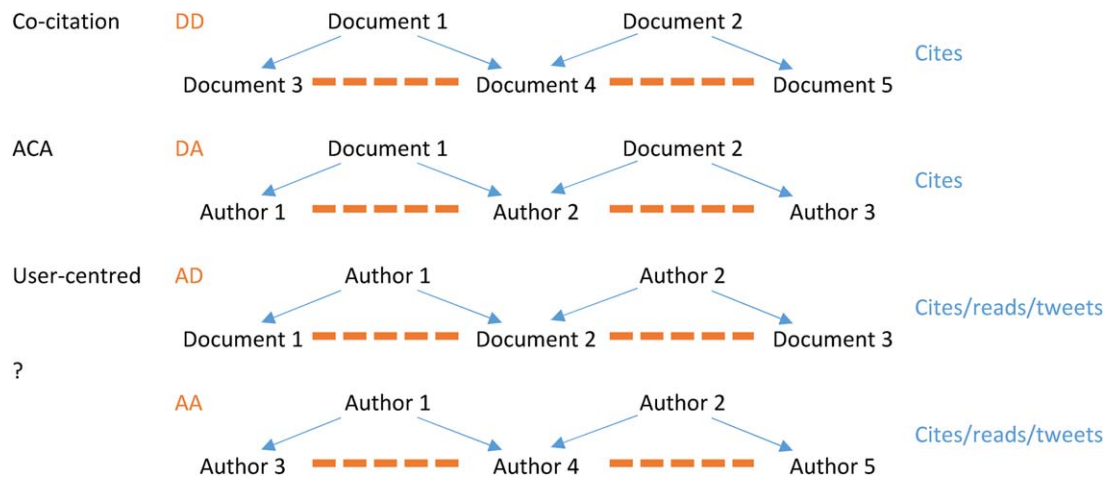 Co-citation DD Document 1 Document 2
Cites
Document 3 Document 4 Document 5
ACA DA Document 1 Document 2
Cites
Author 1 Author 2 Author 3
User-centred AD Author 1 Author 2
Cites/reads/tweets
Document 1 Document 2 Document 3
?
AA Author 1 Author 2
Cites/reads/tweets
Author 3 Author 4 Author 5